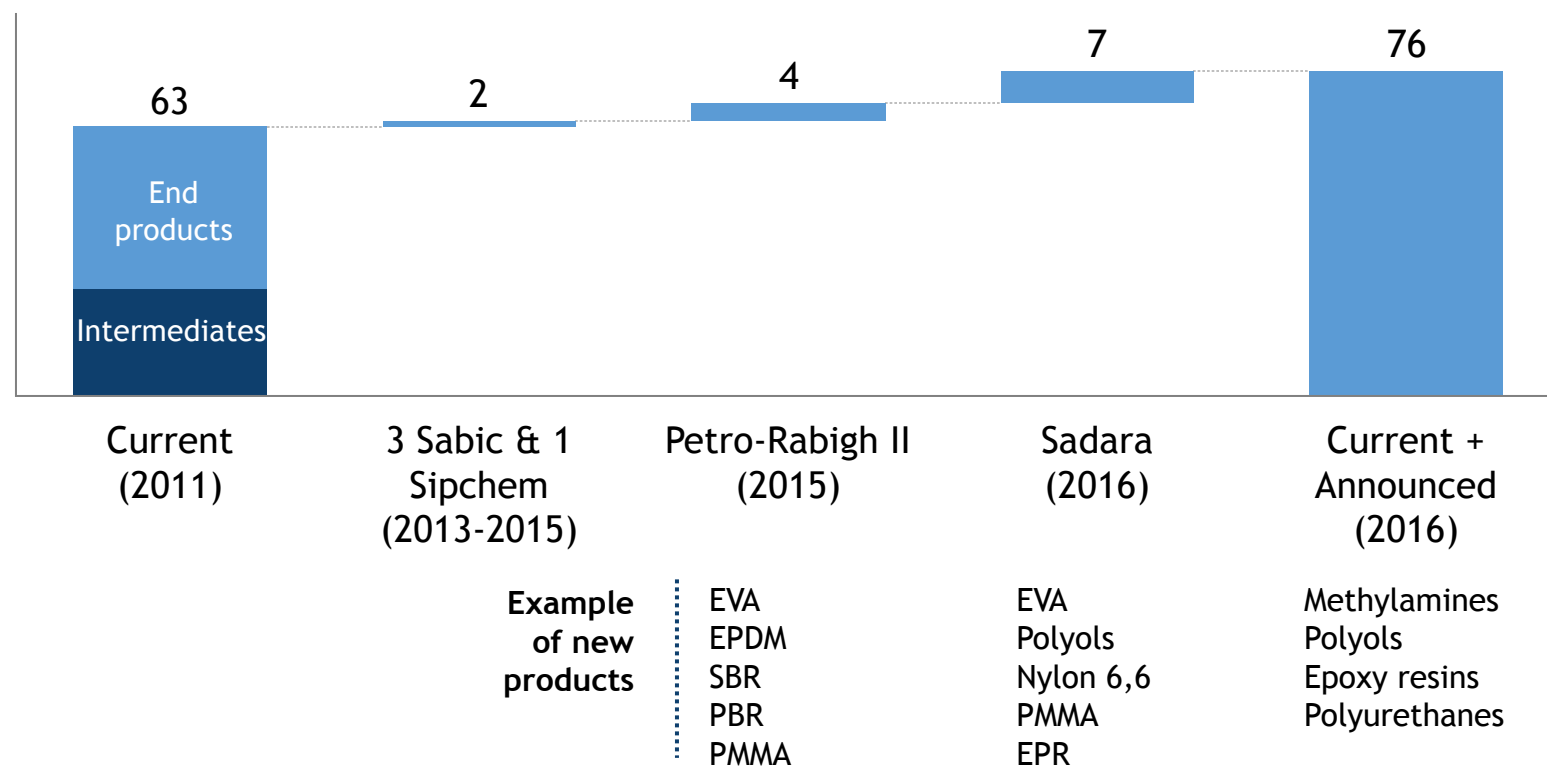 63
2
4
7
76
End
products
Intermediates
Current
(2011)
3 Sabic & 1
Sipchem
(2013-2015)
Petro-Rabigh II
(2015)
Sadara
(2016)
Current +
Announced
(2016)
Example
of new
products
EVA
EPDM
SBR
PBR
PMMA
EVA
Polyols
Nylon 6,6
PMMA
EPR
Methylamines
Polyols
Epoxy resins
Polyurethanes